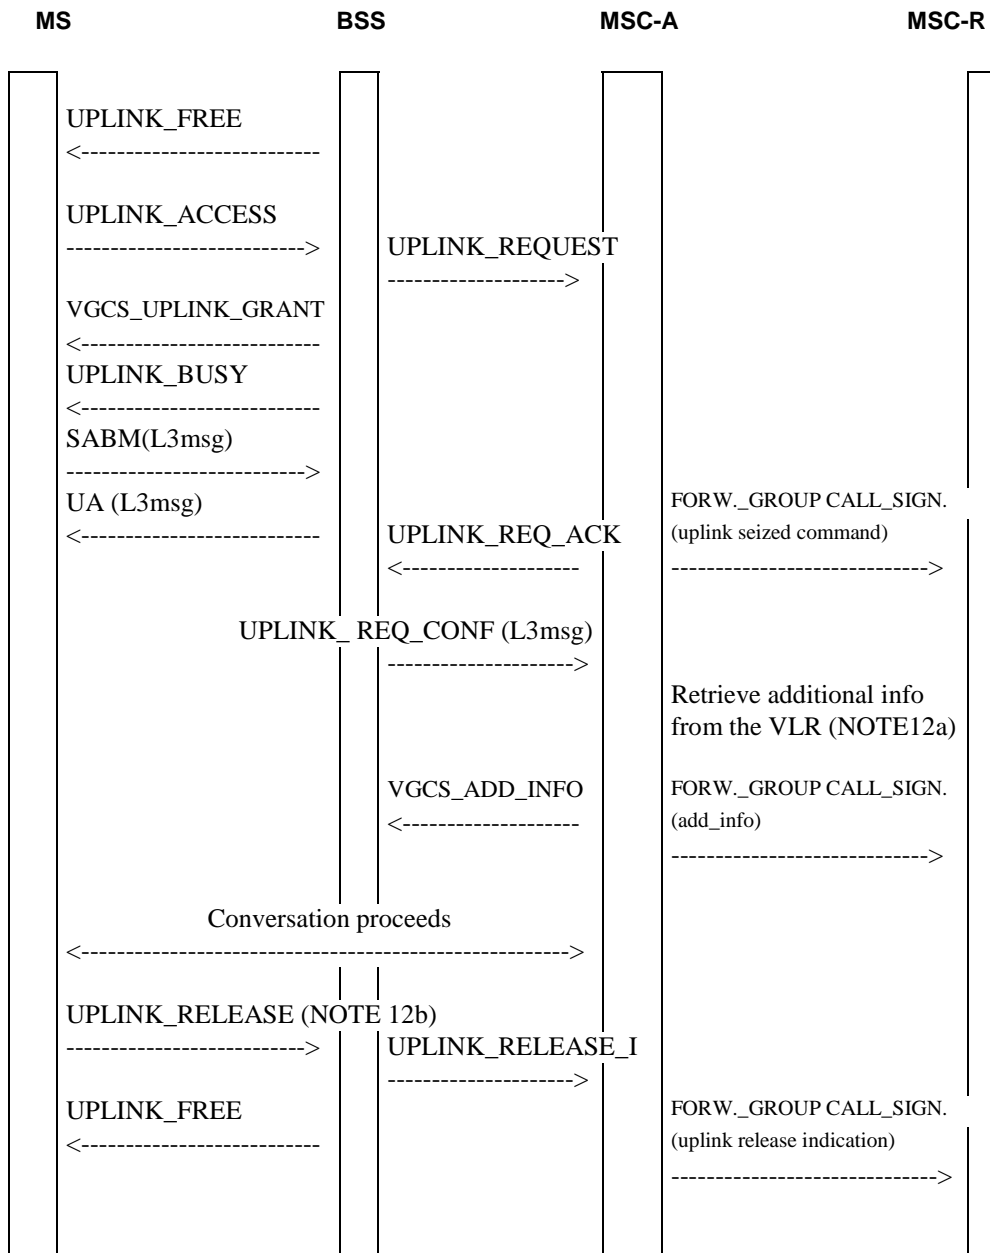 MS BSS MSC-A MSC-R
UPLINK_FREE
<---------------------------
UPLINK_ACCESS
--------------------------->
UPLINK_REQUEST
-------------------->
VGCS_UPLINK_GRANT
<---------------------------
UPLINK_BUSY
<---------------------------
SABM(L3msg)
--------------------------->
UA (L3msg)
<---------------------------
FORW._GROUP CALL_SIGN.
(uplink seized command)
----------------------------->
UPLINK_REQ_ACK
<--------------------
UPLINK_ REQ_CONF (L3msg)
--------------------->
Retrieve additional info
from the VLR (NOTE12a)
VGCS_ADD_INFO
<--------------------
FORW._GROUP CALL_SIGN.
(add_info)
----------------------------->
Conversation proceeds
<------------------------------------------------------->
UPLINK_RELEASE (NOTE 12b)
--------------------------->
UPLINK_RELEASE_I
--------------------->
UPLINK_FREE
<---------------------------
FORW._GROUP CALL_SIGN.
(uplink release indication)
------------------------------>